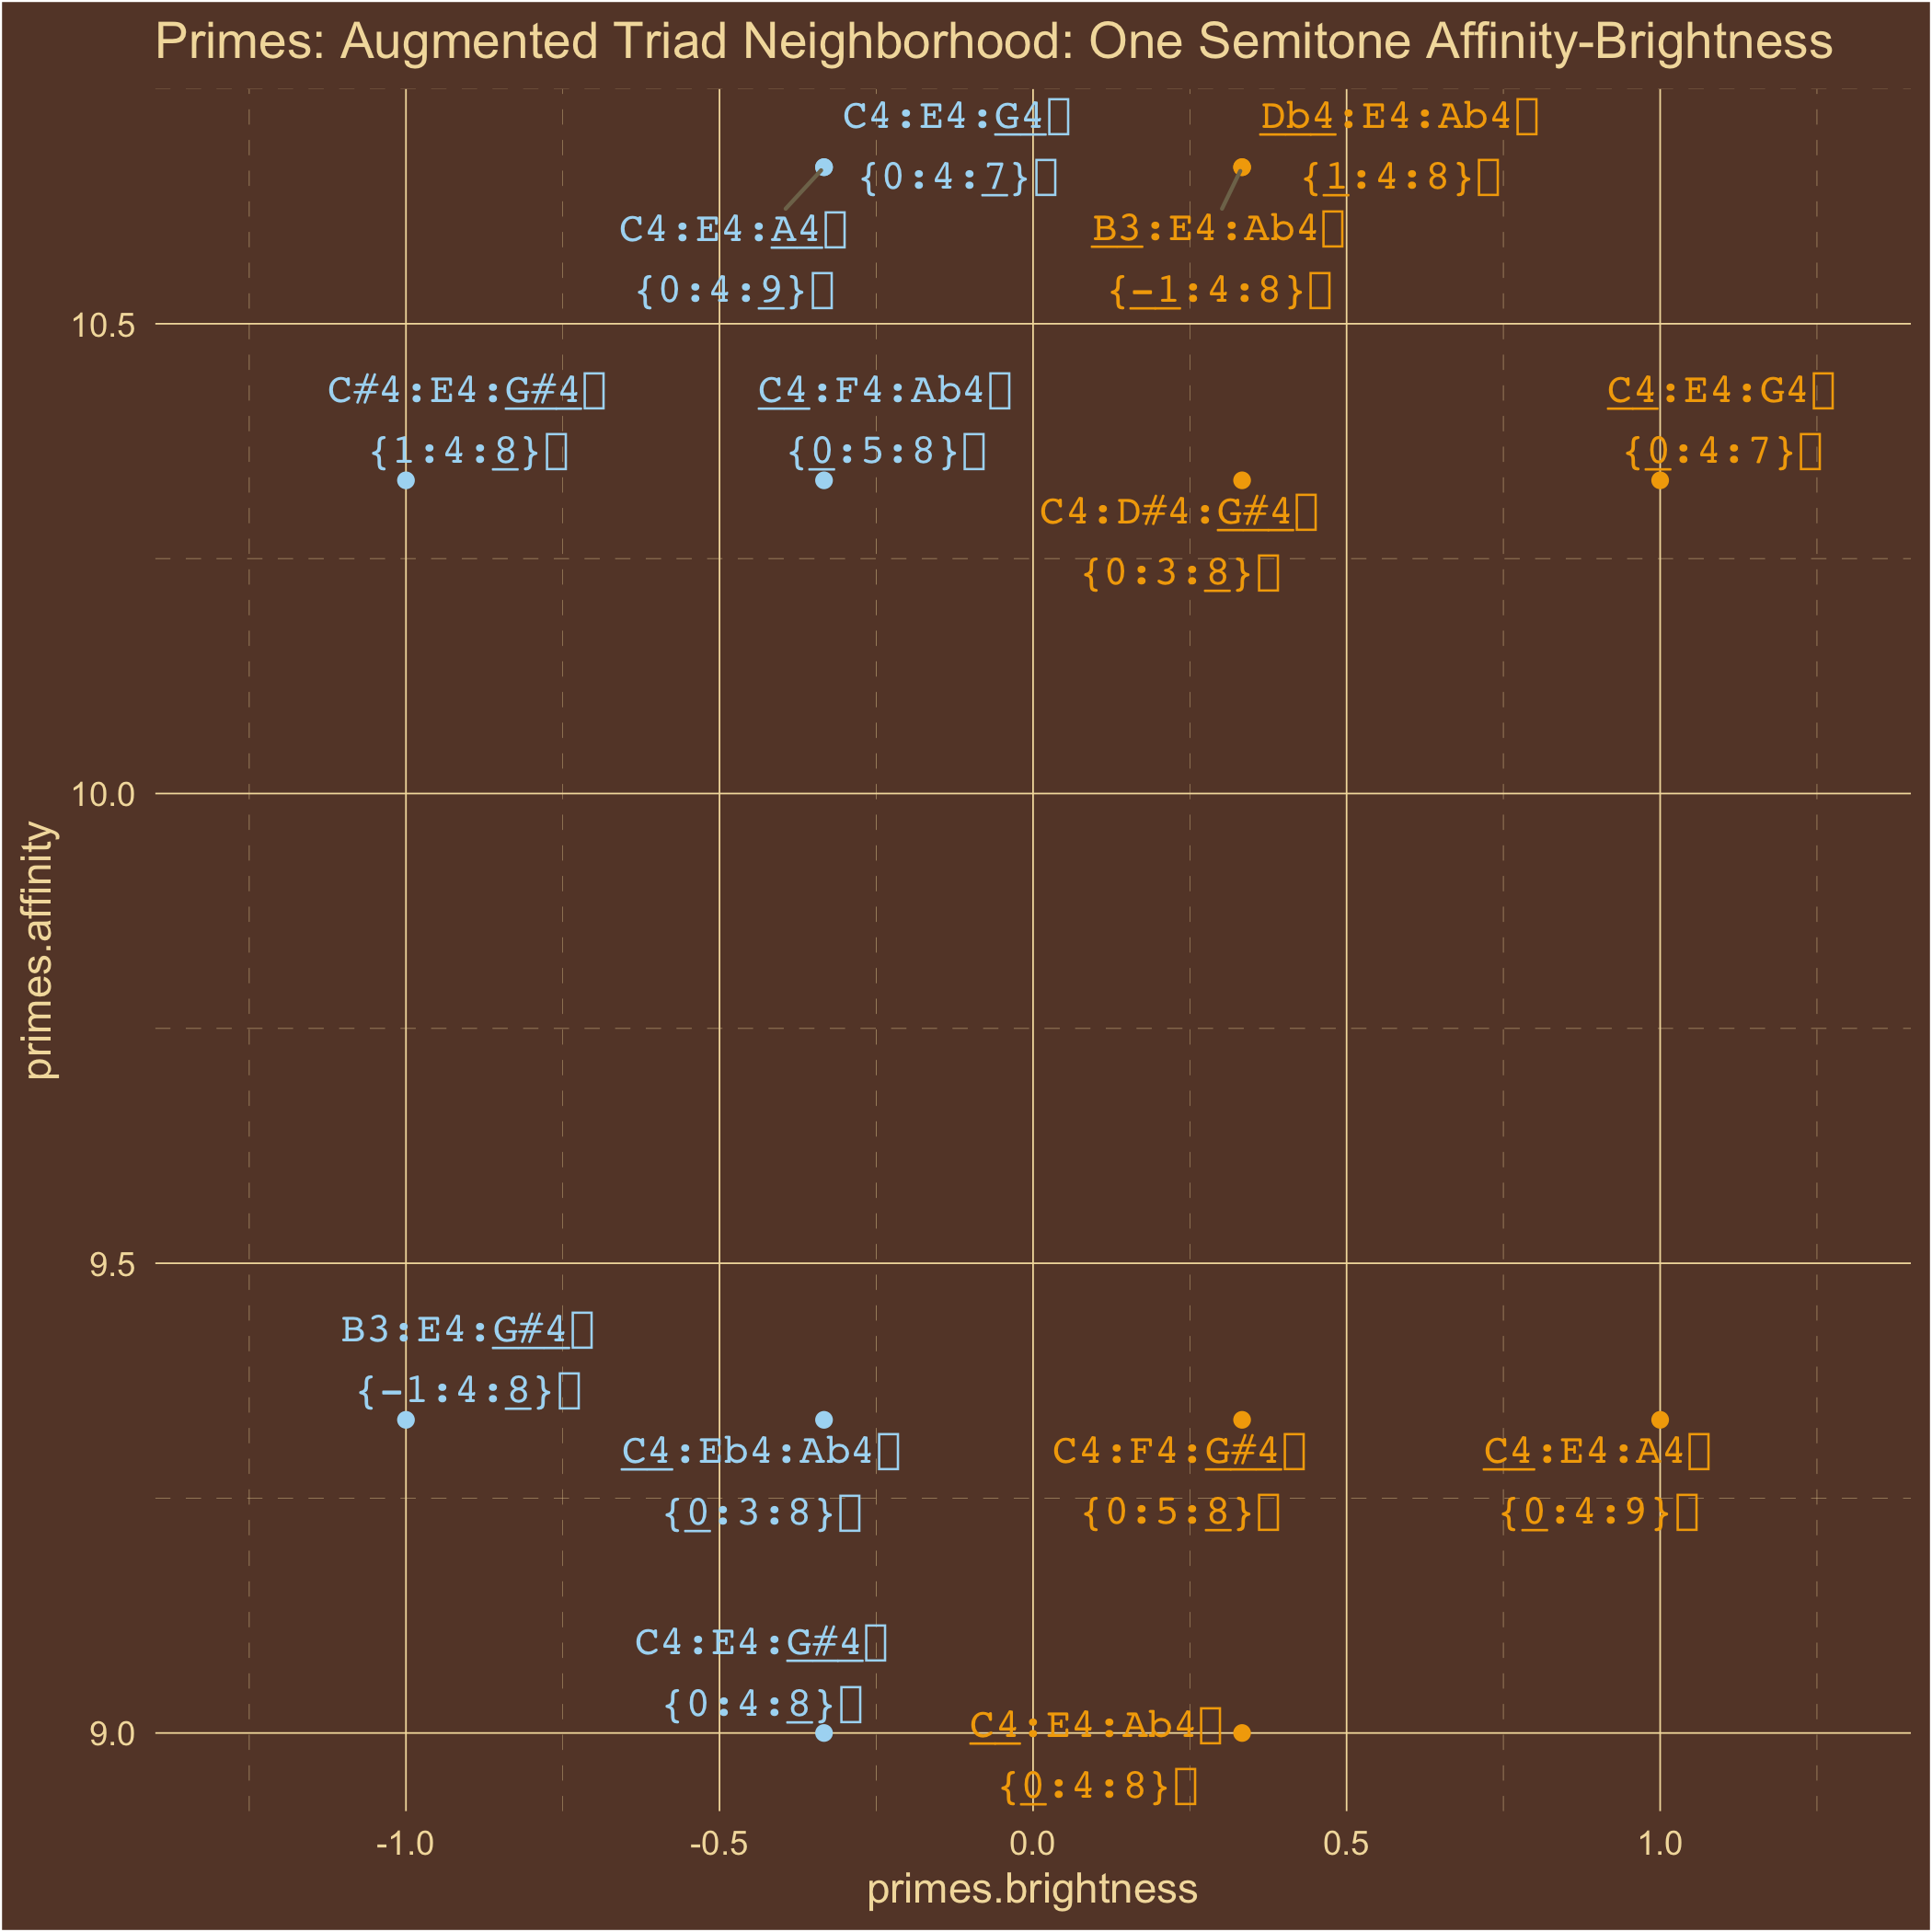 Primes: Augmented Triad Neighborhood: One Semitone Affinity-Brightness
C4:E4:G4▯
{0:4:7}▯
Db4:E4:Ab4▯
{1:4:8}▯
C4:E4:A4▯
{0:4:9}▯
B3:E4:Ab4▯
{-1:4:8}▯
10.5
C#4:E4:G#4▯
{1:4:8}▯
C4:F4:Ab4▯
{0:5:8}▯
C4:E4:G4▯
{0:4:7}▯
C4:D#4:G#4▯
{0:3:8}▯
10.0
primes.affinity
9.5
B3:E4:G#4▯
{-1:4:8}▯
C4:Eb4:Ab4▯
{0:3:8}▯
C4:F4:G#4▯
{0:5:8}▯
C4:E4:A4▯
{0:4:9}▯
C4:E4:G#4▯
{0:4:8}▯
C4:E4:Ab4▯
{0:4:8}▯
9.0
-1.0
-0.5
0.0
0.5
1.0
primes.brightness